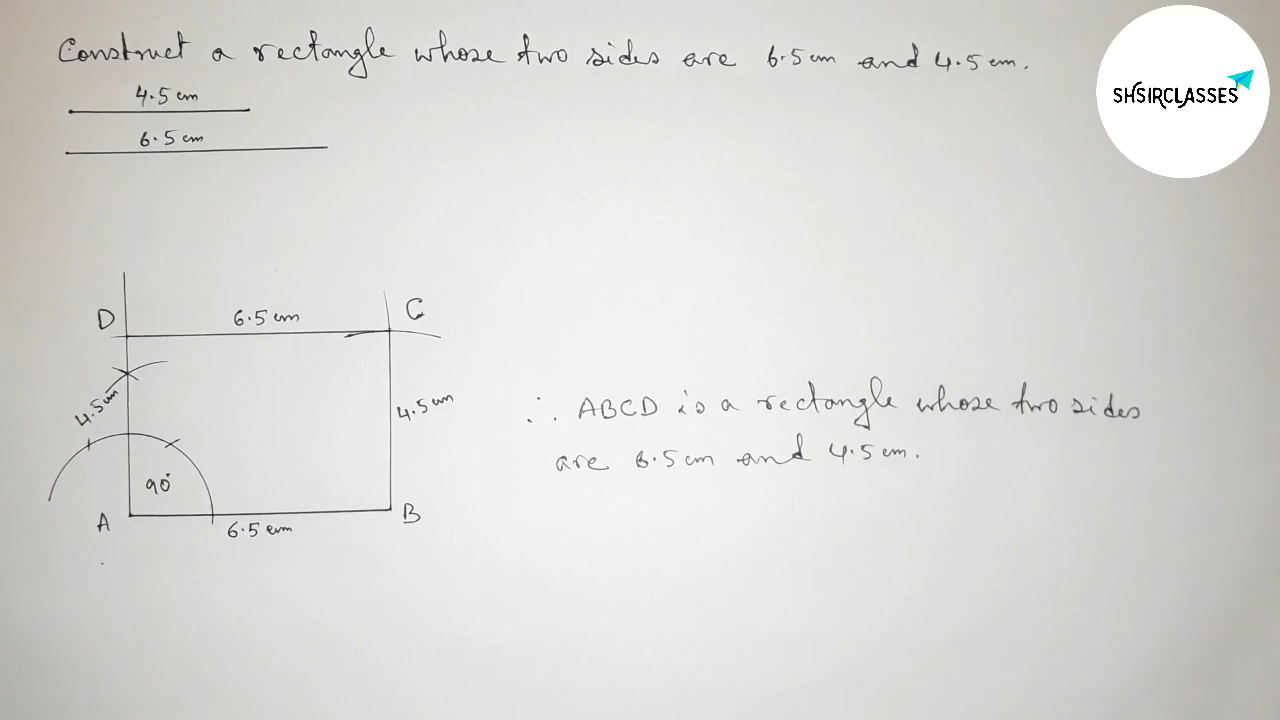 Construct a rectangle whose two sides are 6.5 cm and 4.5 cm.
SHSIRCLASSES
4.5 cm
6.5 cm
D
6.5 cm
C
4.5 cm
4.5 cm
90°
A
6.5 cm
B
∴ ABCD is a rectangle whose two sides
are 6.5 cm and 4.5 cm.